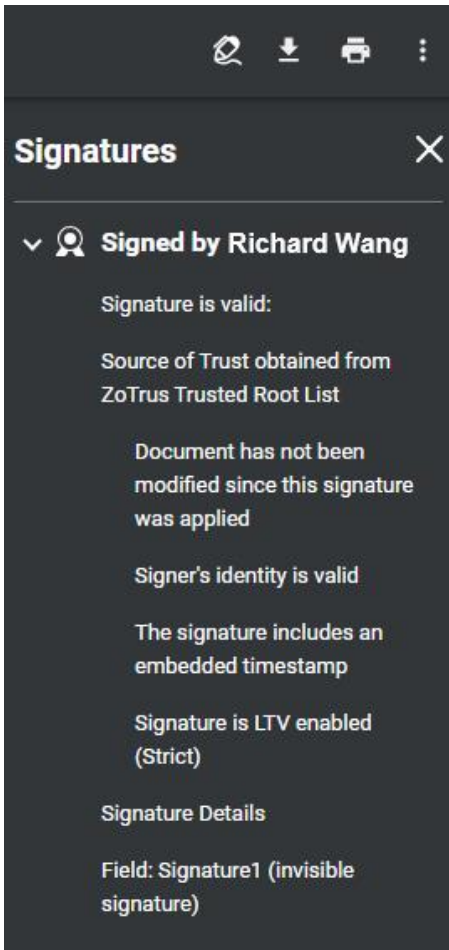 Signatures
Signed by Richard Wang
Signature is valid:
Source of Trust obtained from
ZoTrus Trusted Root List
Document has not been
modified since this signature
was applied
Signer's identity is valid
The signature includes an
embedded timestamp
Signature is LTV enabled
(Strict)
Signature Details
Field: Signature1 (invisible
signature)